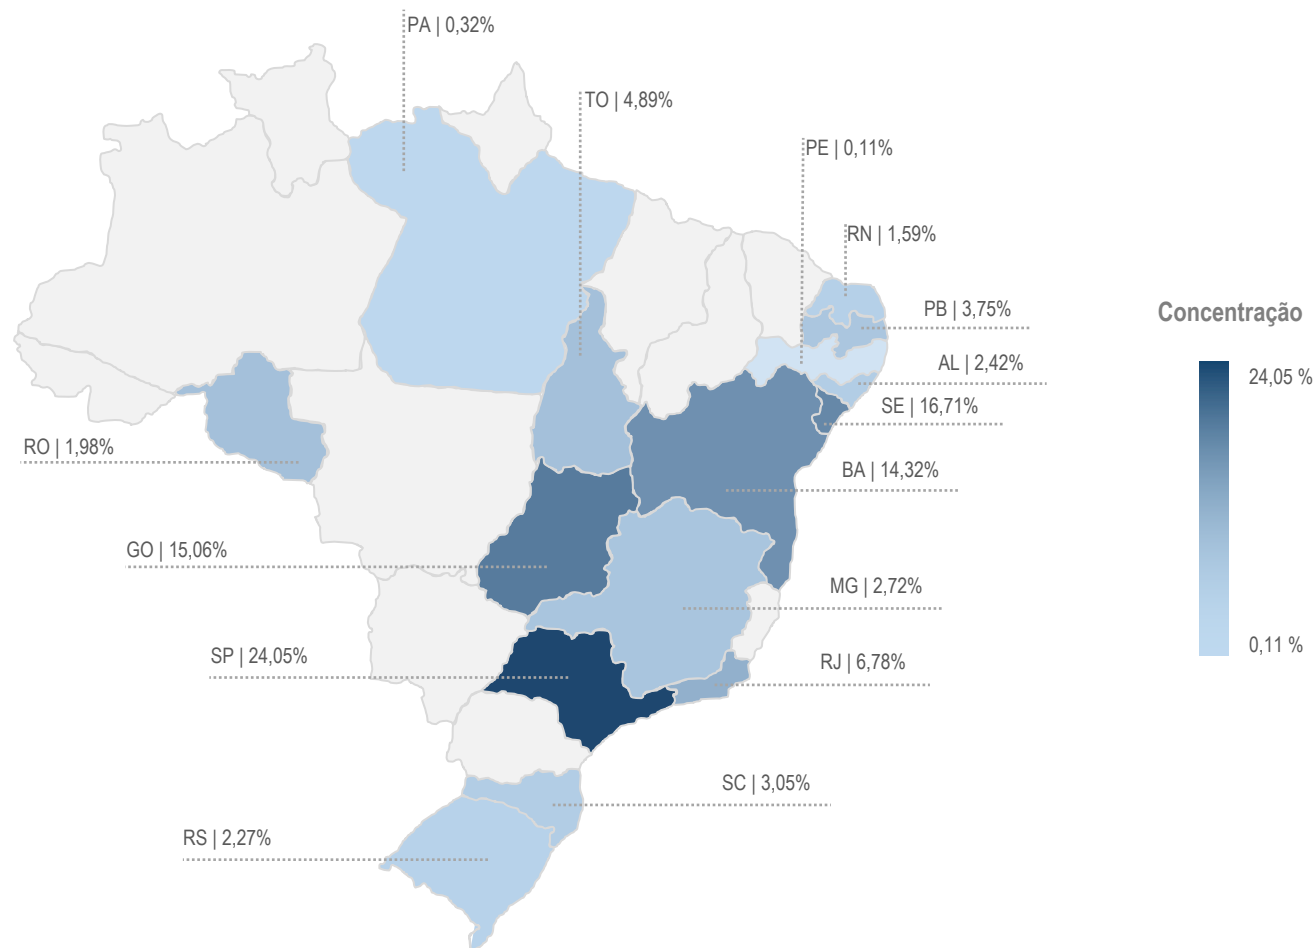 PA | 0,32%
TO | 4,89%
PE | 0,11%
RN | 1,59%
PB | 3,75%
AL | 2,42%
SE | 16,71%
BA | 14,32%
RO | 1,98%
GO | 15,06%
MG | 2,72%
SP | 24,05%
RJ | 6,78%
SC | 3,05%
RS | 2,27%
Concentração
24,05 %
0,11 %